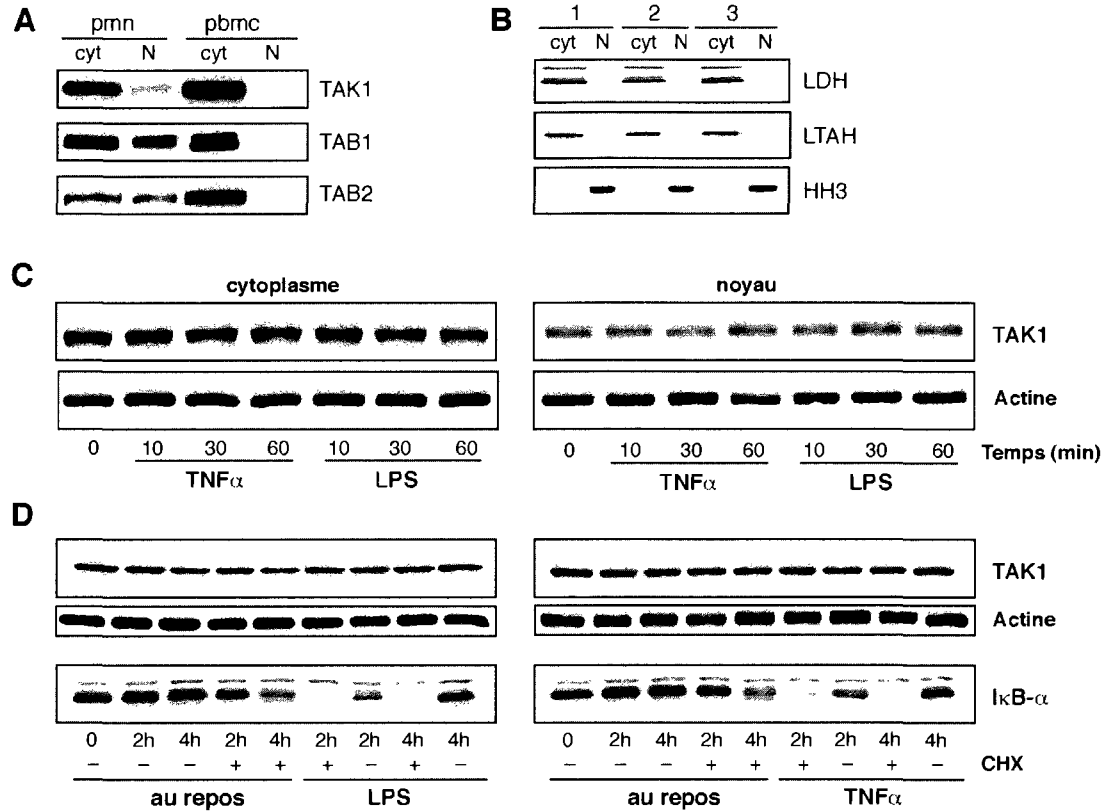 A
pmn pbmc
cyt N cyt N
TAK1
TAB1
TAB2
B
1 2 3
cyt N cyt N cyt N
LDH
LTAH
HH3
C
cytoplasme noyau
TAK1
Actine
0 10 30 60 10 30 60 0 10 30 60 10 30 60 Temps (min)
TNFα LPS TNFα LPS
D
TAK1
Actine
IκB-α
0 2h 4h 2h 4h 2h 2h 4h 4h 0 2h 4h 2h 4h 2h 2h 4h 4h
– – – + + + – + – – – – + + + – + – CHX
au repos LPS au repos TNFα